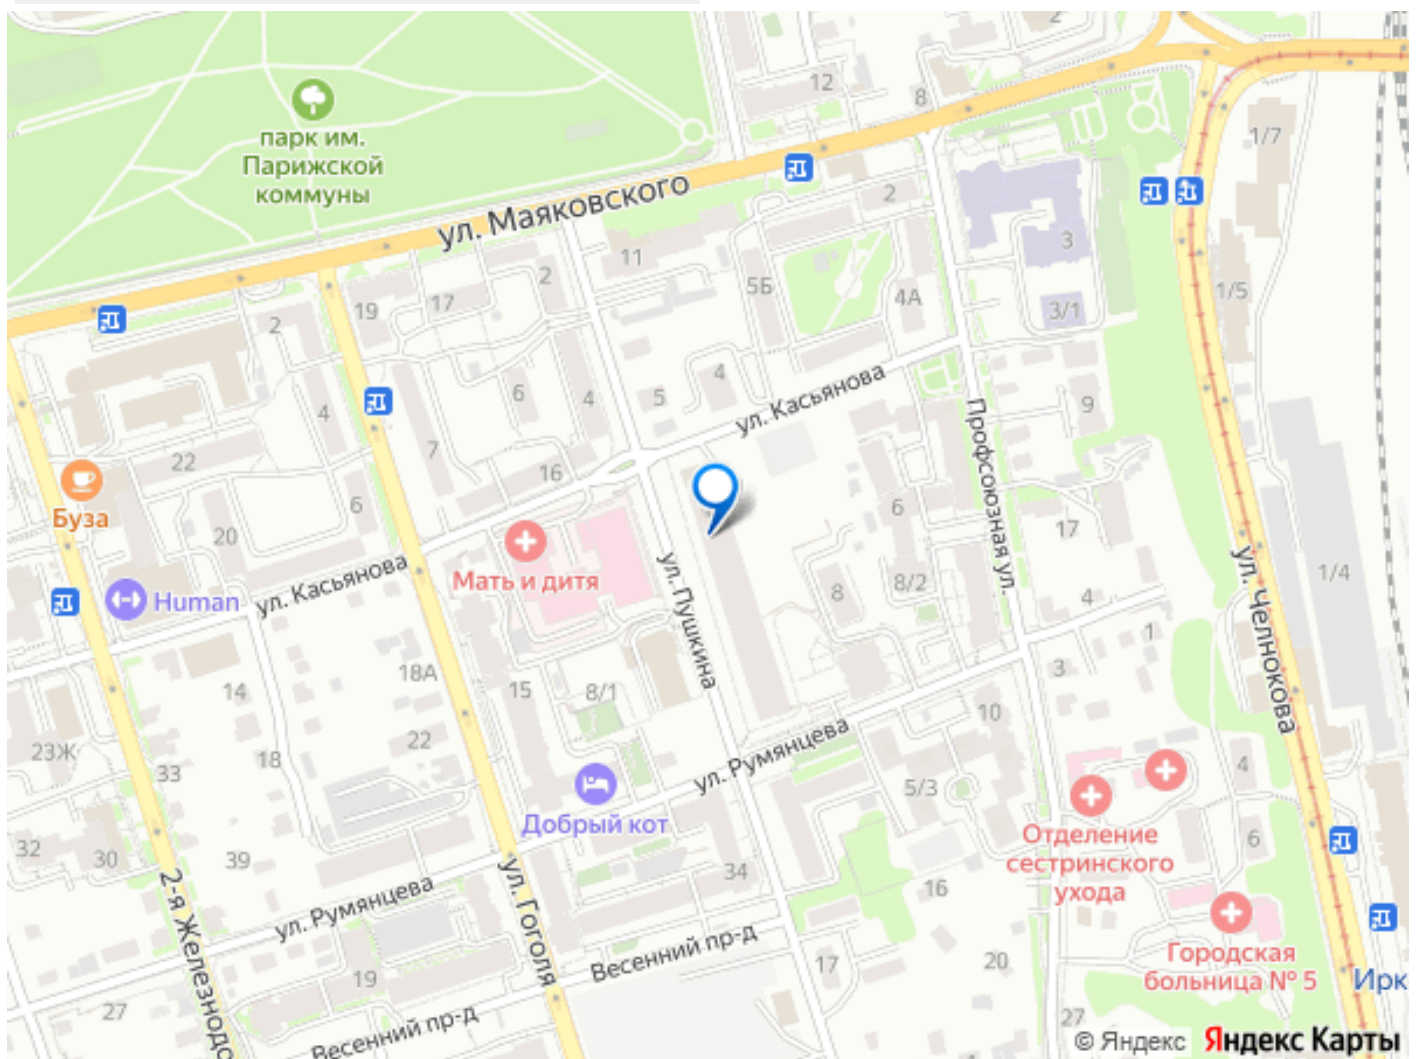 2
12
8
1/7
парк им.
Парижской
коммуны
ул. Маяковского
2
3
11
2
5Б
4А
1/5
3/1
19
17
2
6
4
5
4
ул. Касьянова
9
4
7
Профсоюзная ул.
22
16
6
Буза
20
6
17
Мать и дитя
ул. Касьянова
Human
ул. Пушкина
8
8/2
4
1
ул. Челнокова
1/4
14
18А
15
8/1
3
10
23Ж
33
18
22
ул. Румянцева
5/3
4
Добрый кот
Отделение
сестринского
ухода
6
32
30
39
2-я Железнодо
ул. Румянцева
ул. Гоголя
34
16
Весенний пр-д
17
20
Городская
больница № 5
Ирк
19
27
Весенний пр-д
27
© Яндекс Яндекс Карты